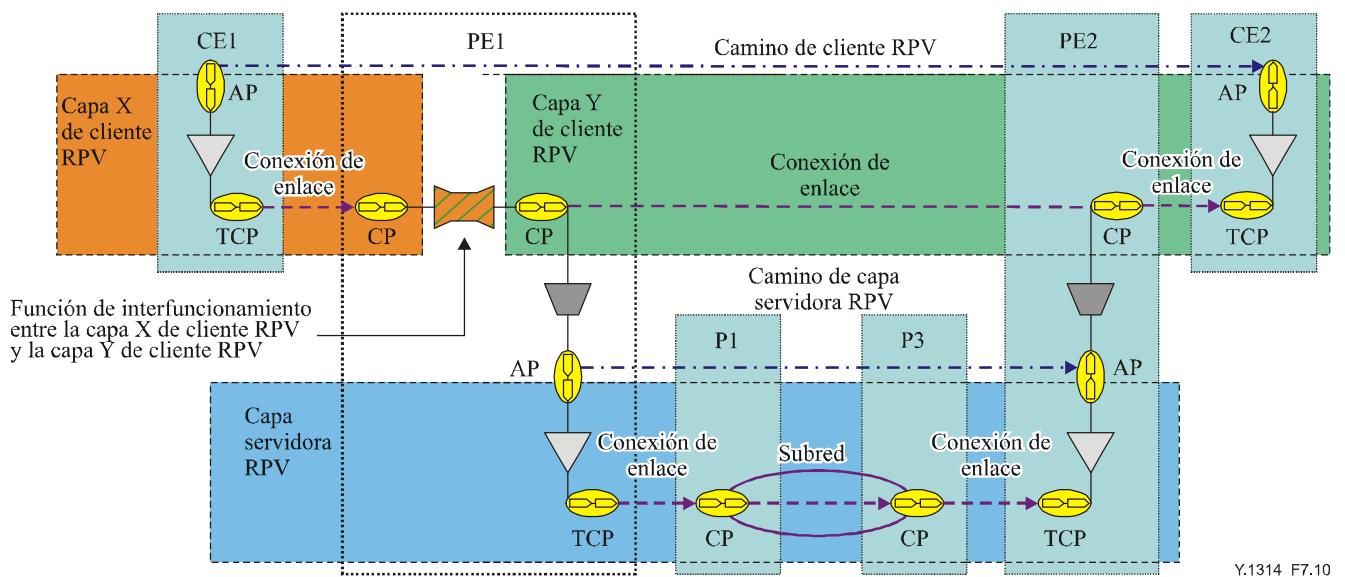 CE1
PE1
Camino de cliente RPV
PE2
CE2
AP
AP
Capa X
de cliente
RPV
Capa Y
de cliente
RPV
Conexión de
enlace
Conexión de
enlace
Conexión de
enlace
TCP
CP
CP
CP
TCP
Función de interfuncionamiento
entre la capa X de cliente RPV
y la capa Y de cliente RPV
Camino de capa
servidora RPV
P1
P3
AP
AP
Capa
servidora
RPV
Conexión de
enlace
Subred
Conexión de
enlace
TCP
CP
CP
TCP
Y.1314 F7.10